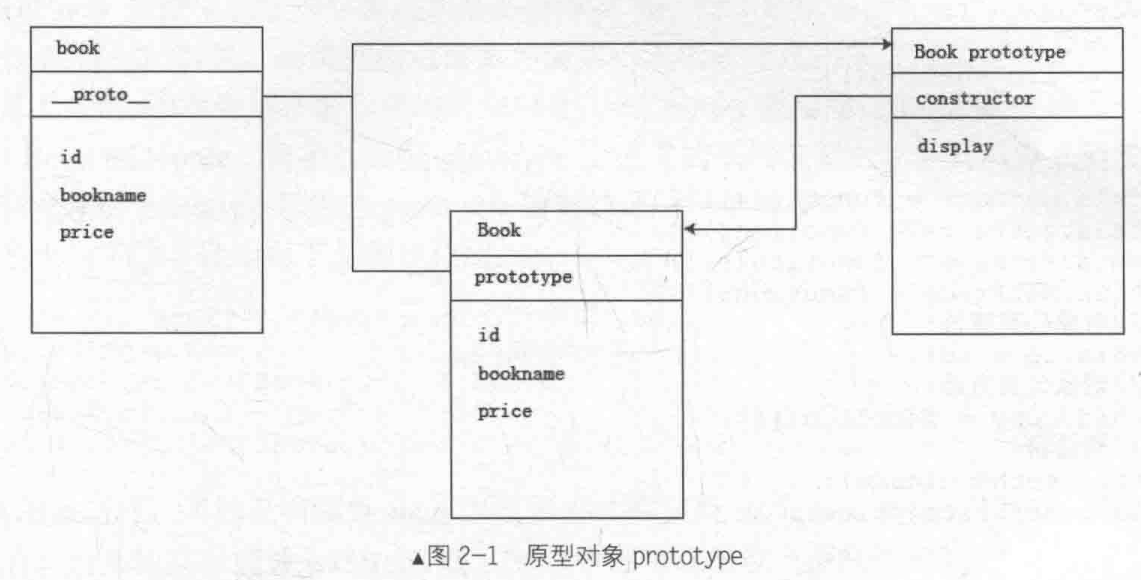 book
__proto__
id
bookname
price
Book
prototype
id
bookname
price
Book prototype
constructor
display
▲图 2-1 原型对象 prototype